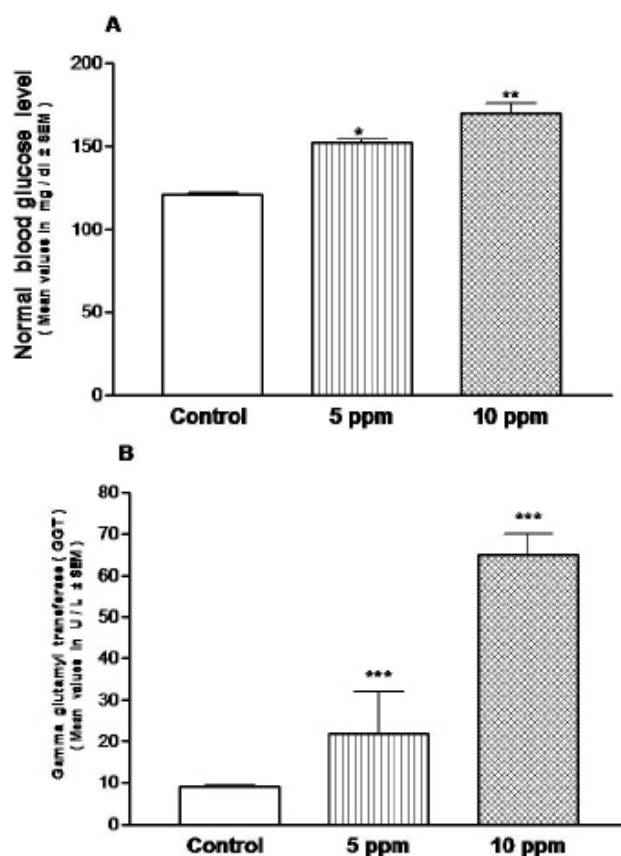 A
Normal blood glucose level
( Mean values in mg / dl ± SEM )
200
150
100
50
0
*
**
Control 5 ppm 10 ppm
B
Gamma glutamyl transferase ( GGT )
( Mean values in U / L ± SEM )
80
70
60
50
40
30
20
10
0
***
***
Control 5 ppm 10 ppm